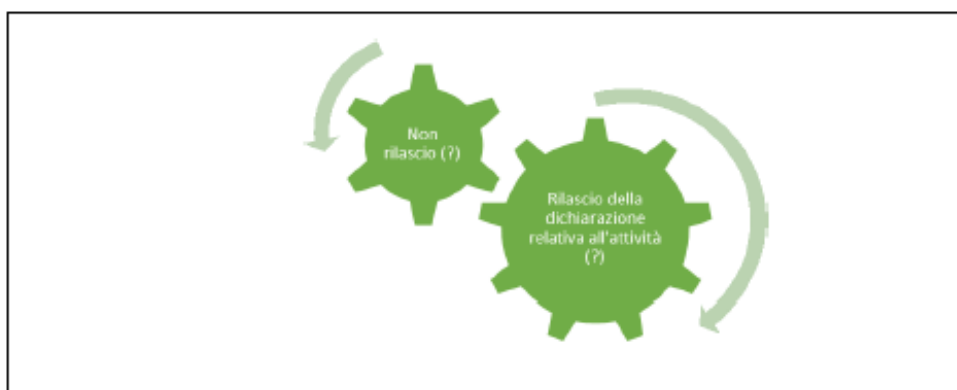 Non
rilascio (?)
Rilascio della
dichiarazione
relativa all'attività
(?)